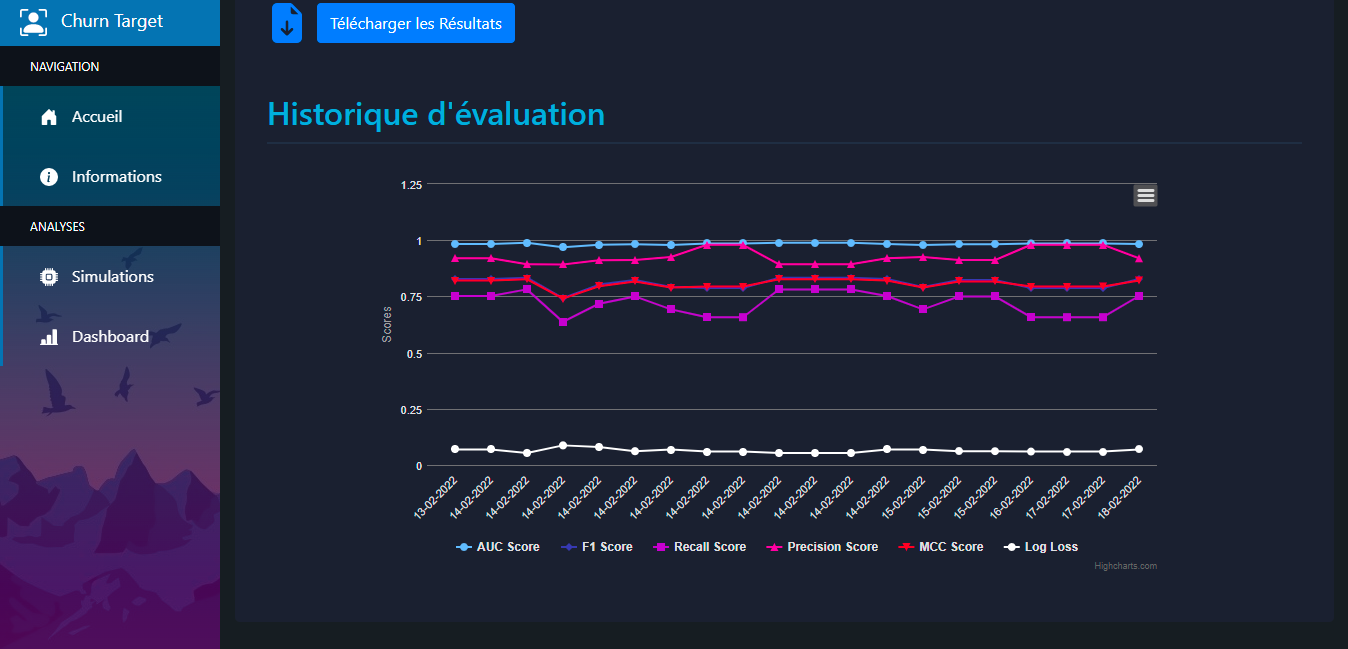 Churn Target
NAVIGATION
Accueil
Informations
ANALYSES
Simulations
Dashboard
Télécharger les Résultats
Historique d'évaluation
1.25
1
0.75
0.5
0.25
0
Scores
13-02-2022
14-02-2022
14-02-2022
14-02-2022
14-02-2022
14-02-2022
14-02-2022
14-02-2022
14-02-2022
14-02-2022
14-02-2022
14-02-2022
14-02-2022
15-02-2022
15-02-2022
15-02-2022
16-02-2022
17-02-2022
17-02-2022
18-02-2022
AUC Score F1 Score Recall Score Precision Score MCC Score Log Loss
Highcharts.com